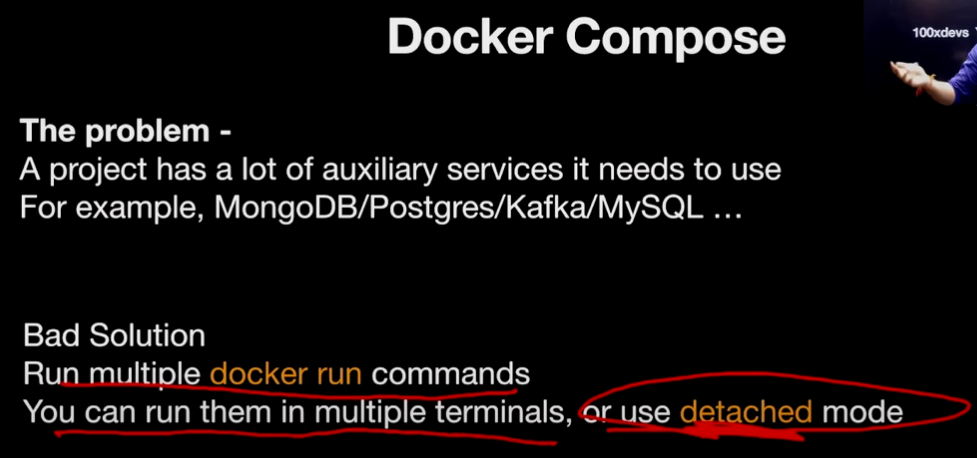 Docker Compose
100xdevs
The problem -
A project has a lot of auxiliary services it needs to use
For example, MongoDB/Postgres/Kafka/MySQL ...
Bad Solution
Run multiple docker run commands
You can run them in multiple terminals, or use detached mode